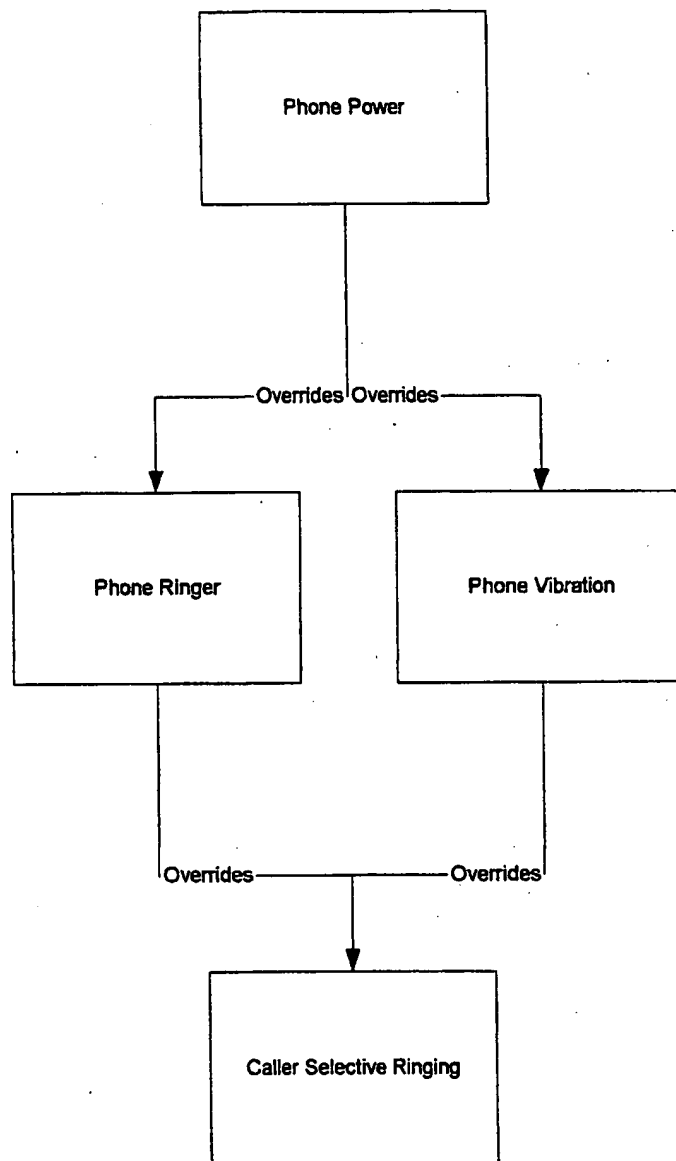 Phone Power
Overrides Overrides
Phone Ringer
Phone Vibration
Overrides
Overrides
Caller Selective Ringing